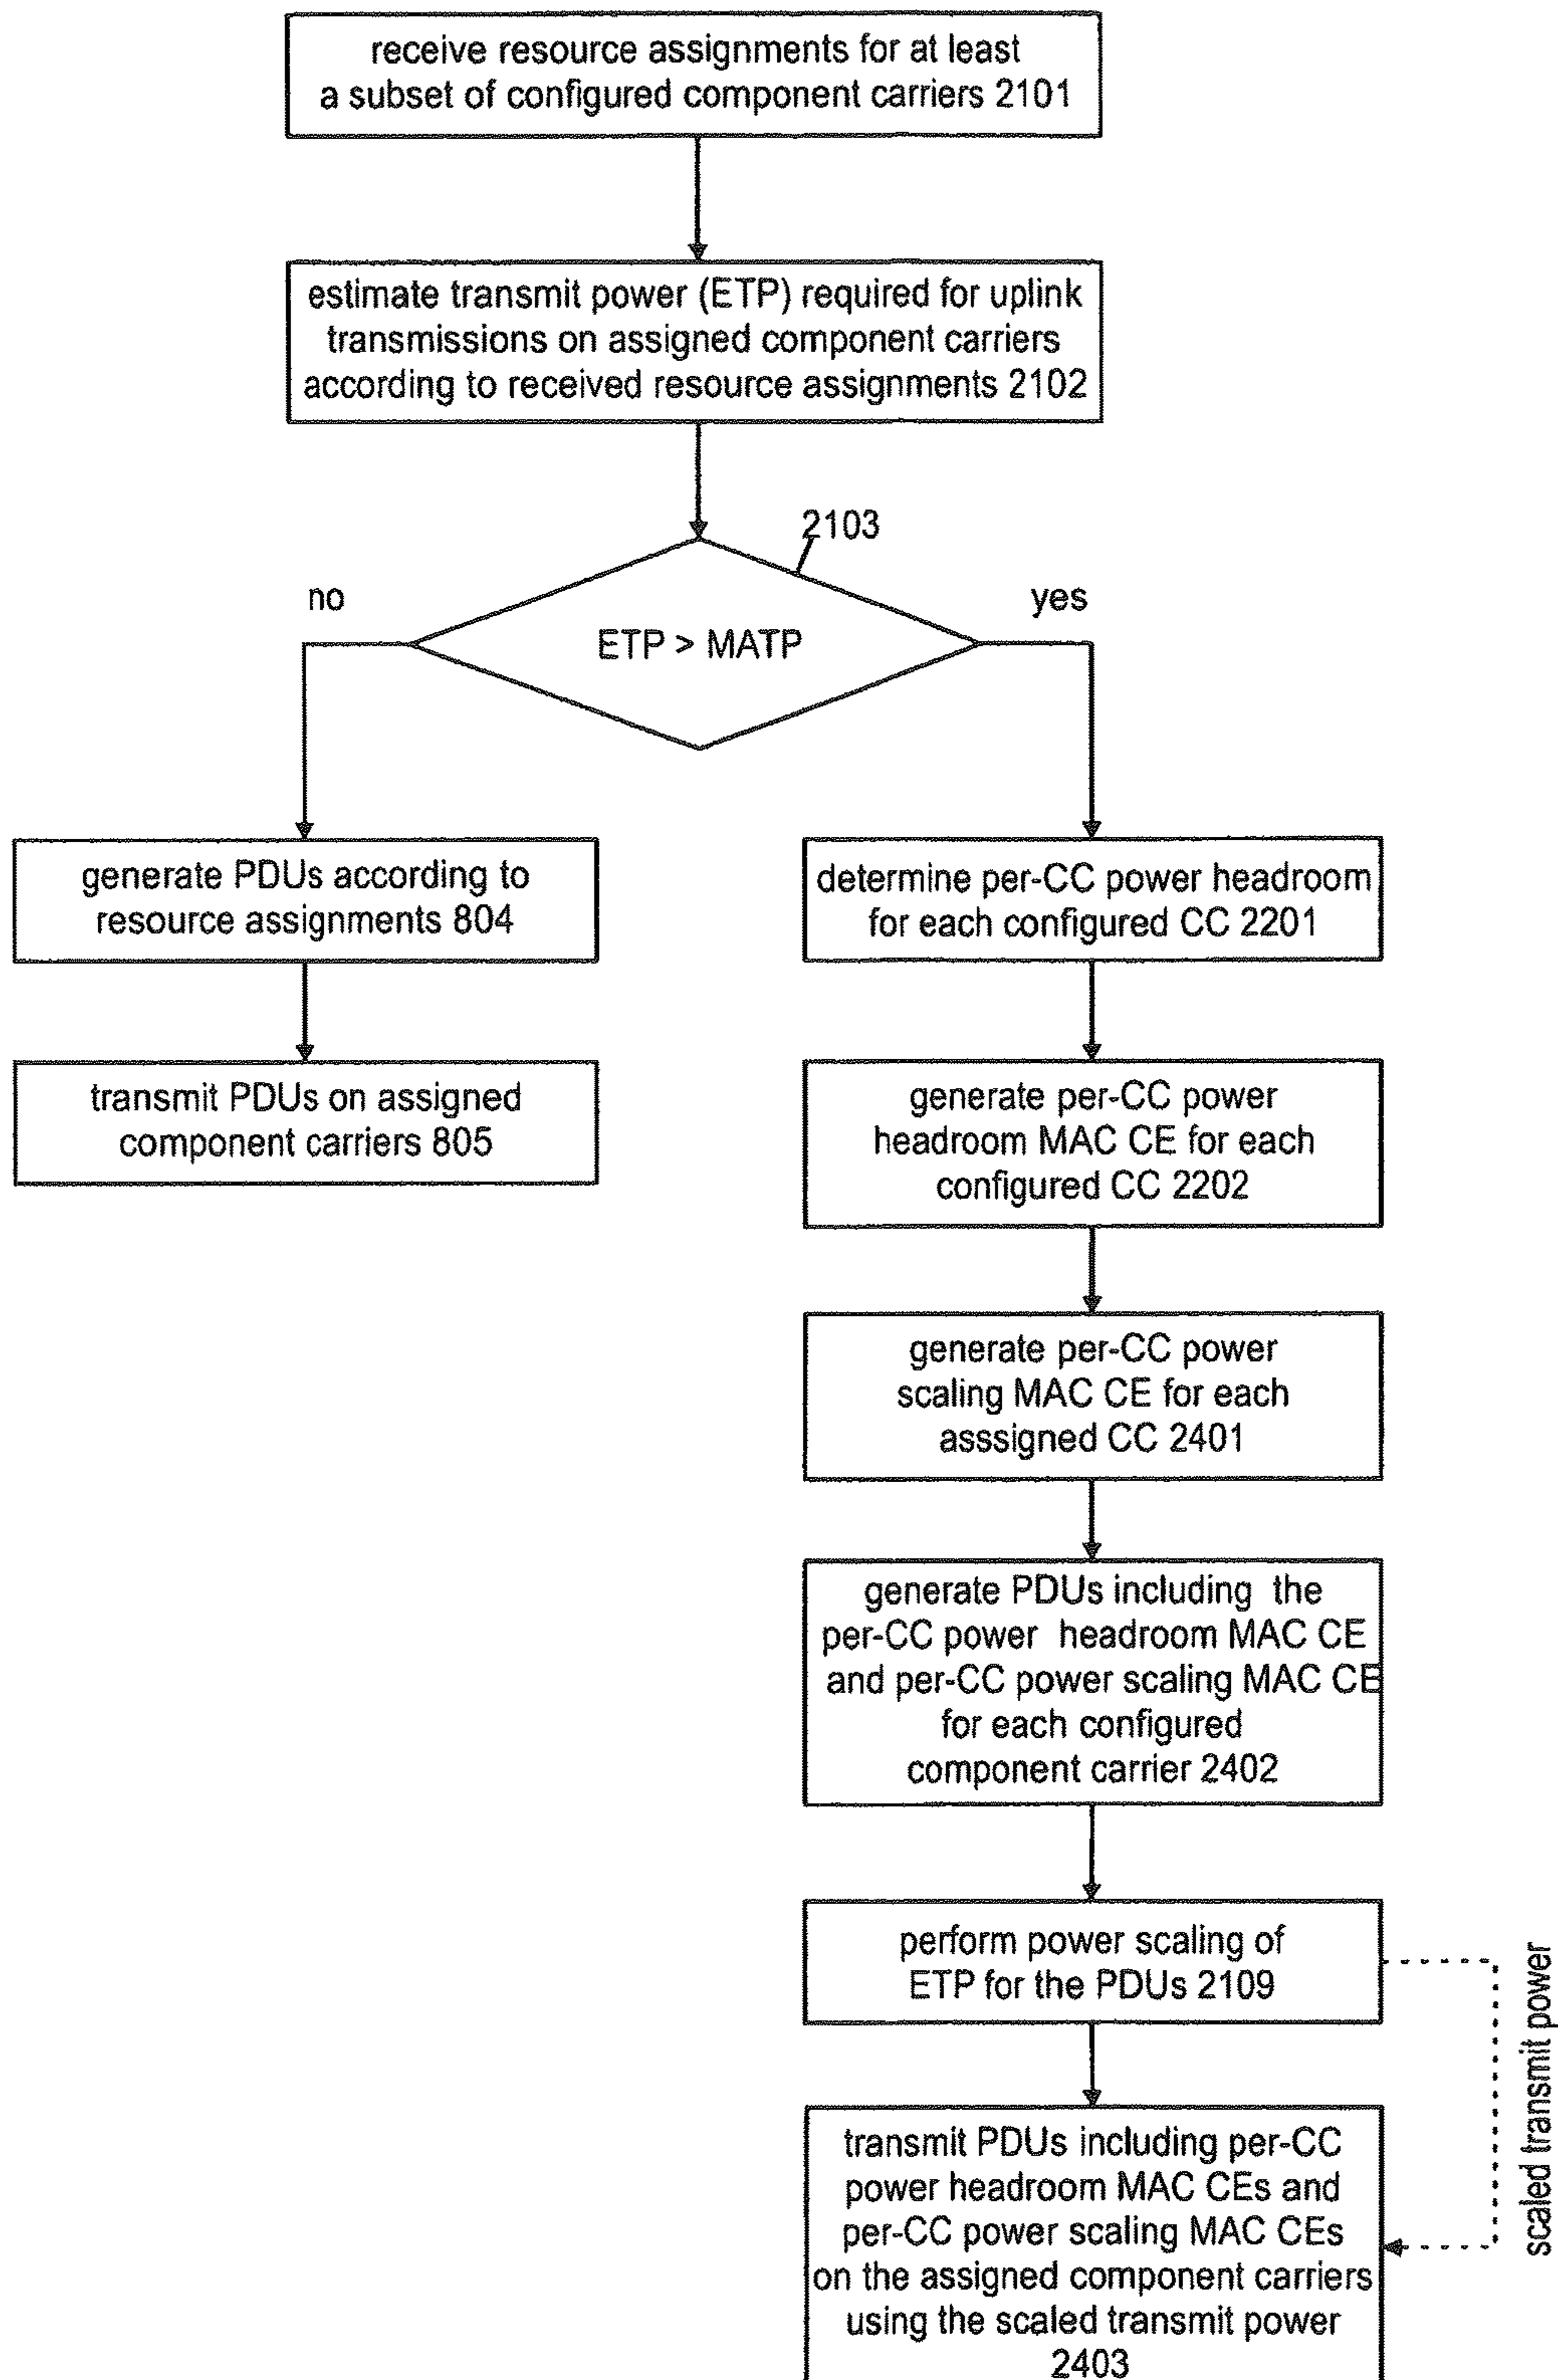 receive resource assignments for at least
a subset of configured component carriers 2101
estimate transmit power (ETP) required for uplink
transmissions on assigned component carriers
according to received resource assignments 2102
2103
no
yes
ETP > MATP
generate PDUs according to
resource assignments 804
transmit PDUs on assigned
component carriers 805
determine per-CC power headroom
for each configured CC 2201
generate per-CC power
headroom MAC CE for each
configured CC 2202
generate per-CC power
scaling MAC CE for each
asssigned CC 2401
generate PDUs including the
per-CC power headroom MAC CE
and per-CC power scaling MAC CE
for each configured
component carrier 2402
perform power scaling of
ETP for the PDUs 2109
scaled transmit power
transmit PDUs including per-CC
power headroom MAC CEs and
per-CC power scaling MAC CEs
on the assigned component carriers
using the scaled transmit power
2403